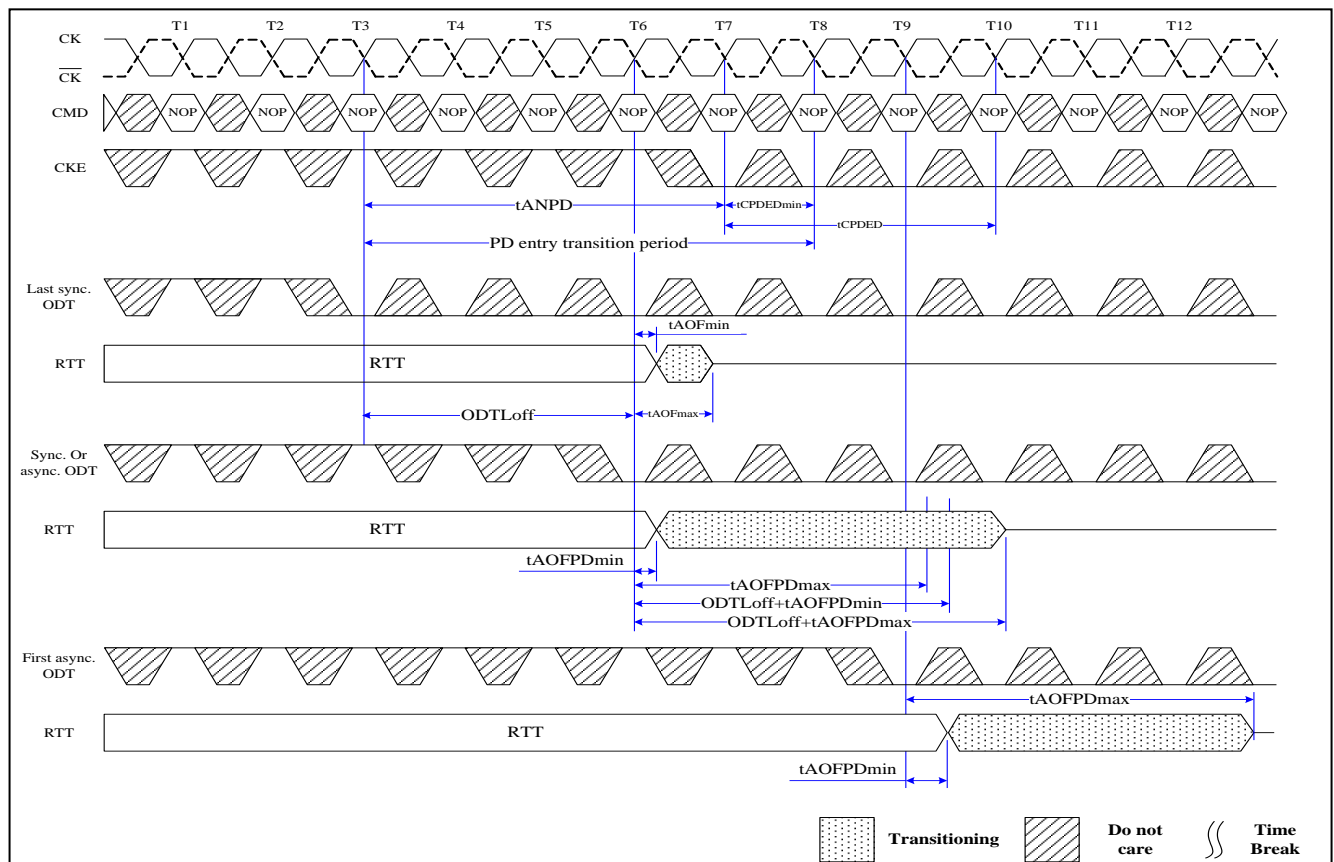 T1 T2 T3 T4 T5 T6 T7 T8 T9 T10 T11 T12
CK
CK
CMD NOP NOP NOP NOP NOP NOP NOP NOP NOP NOP NOP NOP NOP
CKE
tANPD tCPDEDmin
tCPDED
PD entry transition period
Last sync.
ODT
tAOFmin
RTT RTT
ODTLoff tAOFmax
Sync. Or
async. ODT
RTT RTT
tAOFPDmin
tAOFPDmax
ODTLoff+tAOFPDmin
ODTLoff+tAOFPDmax
First async.
ODT
tAOFPDmax
RTT RTT
tAOFPDmin
Transitioning
Do not
care
Time
Break